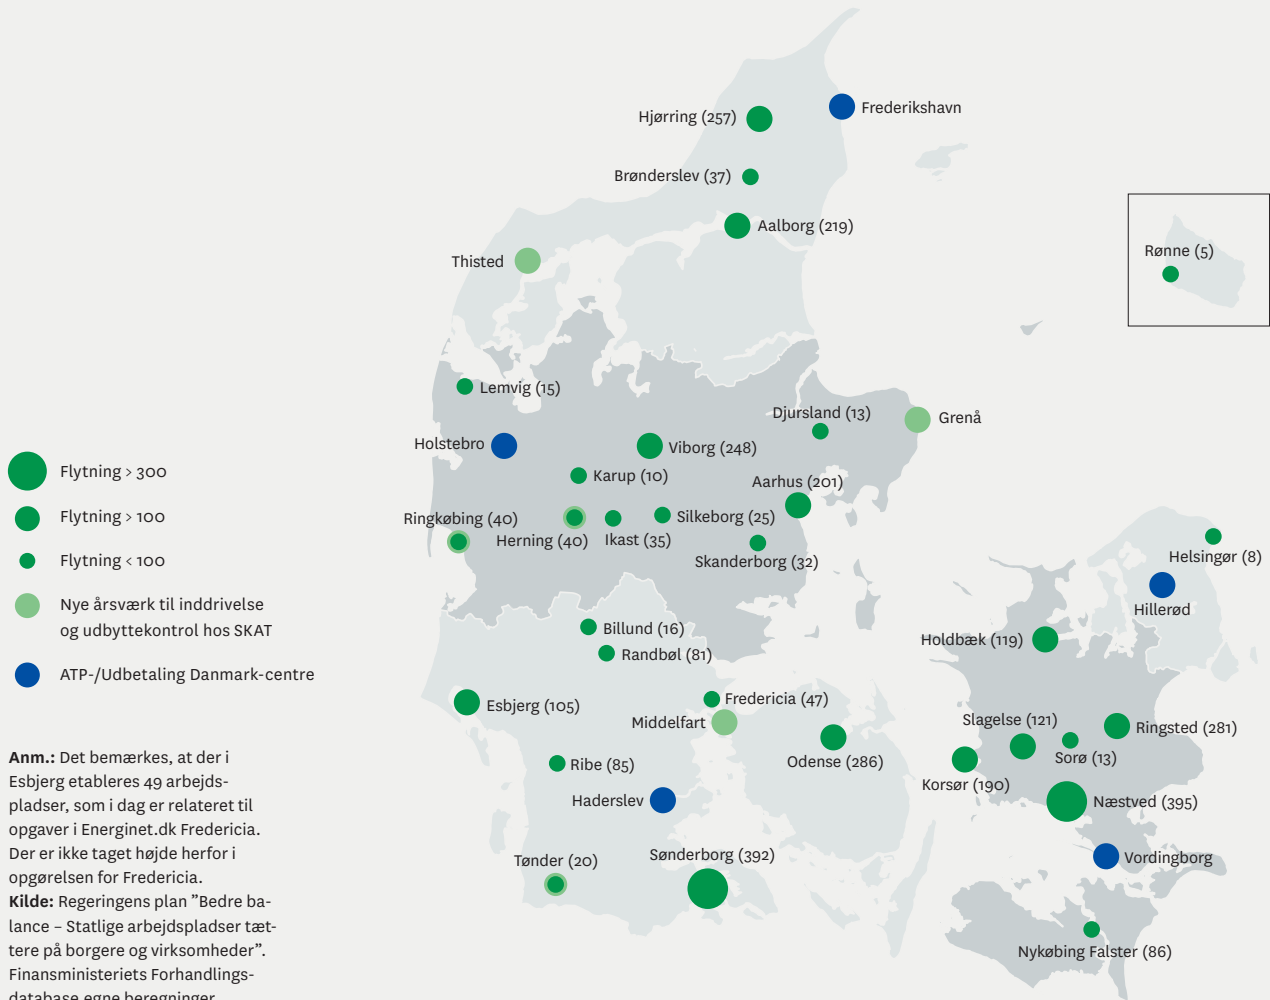 Hjørring (257)
Frederikshavn
Brønderslev (37)
Aalborg (219)
Thisted
Rønne (5)
Lemvig (15)
Djursland (13)
Grenå
Holstebro
Viborg (248)
Karup (10)
Aarhus (201)
Ringkøbing (40)
Herning (40)
Ikast (35)
Silkeborg (25)
Skanderborg (32)
Helsingør (8)
Hillerød
Holdbæk (119)
Billund (16)
Randbøl (81)
Esbjerg (105)
Fredericia (47)
Middelfart
Odense (286)
Slagelse (121)
Ringsted (281)
Sorø (13)
Korsør (190)
Ribe (85)
Haderslev
Næstved (395)
Tønder (20)
Sønderborg (392)
Vordingborg
Nykøbing Falster (86)
Flytning > 300
Flytning > 100
Flytning < 100
Nye årsværk til inddrivelse
og udbyttekontrol hos SKAT
ATP-/Udbetaling Danmark-centre
Anm.: Det bemærkes, at der i
Esbjerg etableres 49 arbejds-
pladser, som i dag er relateret til
opgaver i Energinet.dk Fredericia.
Der er ikke taget højde herfor i
opgørelsen for Fredericia.
Kilde: Regeringens plan ”Bedre ba-
lance – Statlige arbejdspladser tæt-
tere på borgere og virksomheder”.
Finansministeriets Forhandlings-
database egne beregninger